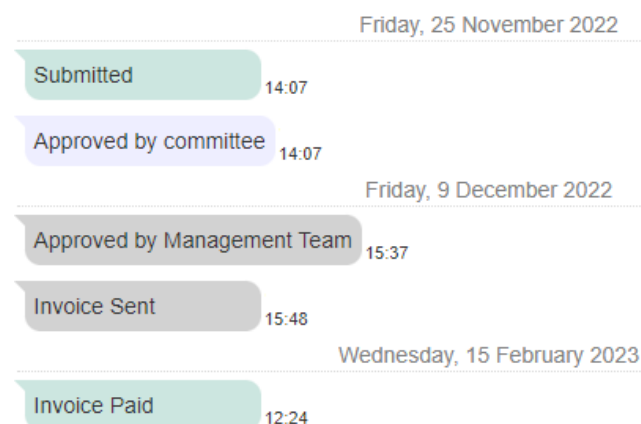 Friday, 25 November 2022
Submitted 14:07
Approved by committee 14:07
Friday, 9 December 2022
Approved by Management Team 15:37
Invoice Sent 15:48
Wednesday, 15 February 2023
Invoice Paid 12:24